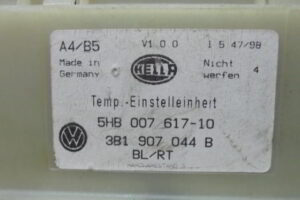 A4/B5 V1 0 0 I 5 47/98
Made in Germany HELLA Nicht werfen 4
Temp.-Einstelleinheit
5HB 007 617-10
3B1 907 044 B
BL/RT